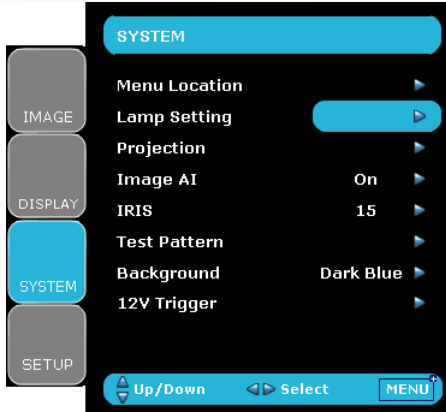 SYSTEM
IMAGE
DISPLAY
SYSTEM
SETUP
Menu Location
Lamp Setting
Projection
Image AI On
IRIS 15
Test Pattern
Background Dark Blue
12V Trigger
Up/Down Select MENU